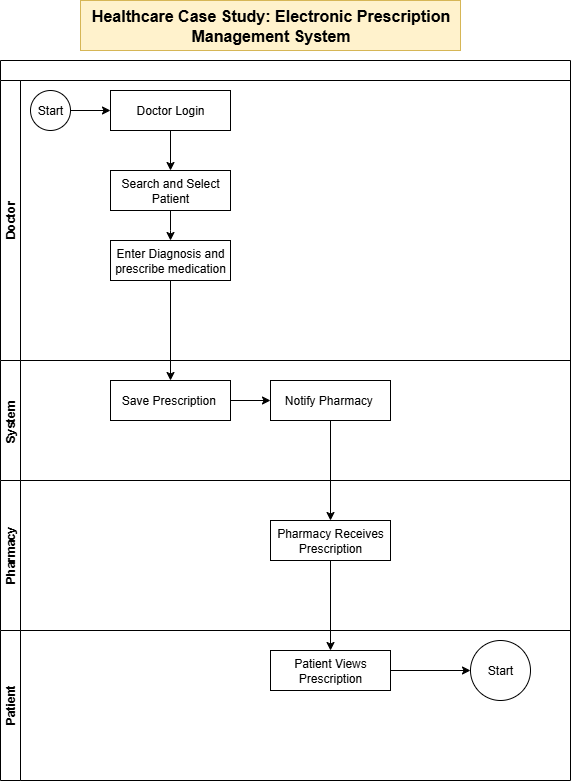 Healthcare Case Study: Electronic Prescription
Management System
Doctor
Start
Doctor Login
Search and Select
Patient
Enter Diagnosis and
prescribe medication
System
Save Prescription
Notify Pharmacy
Pharmacy
Pharmacy Receives
Prescription
Patient
Patient Views
Prescription
Start